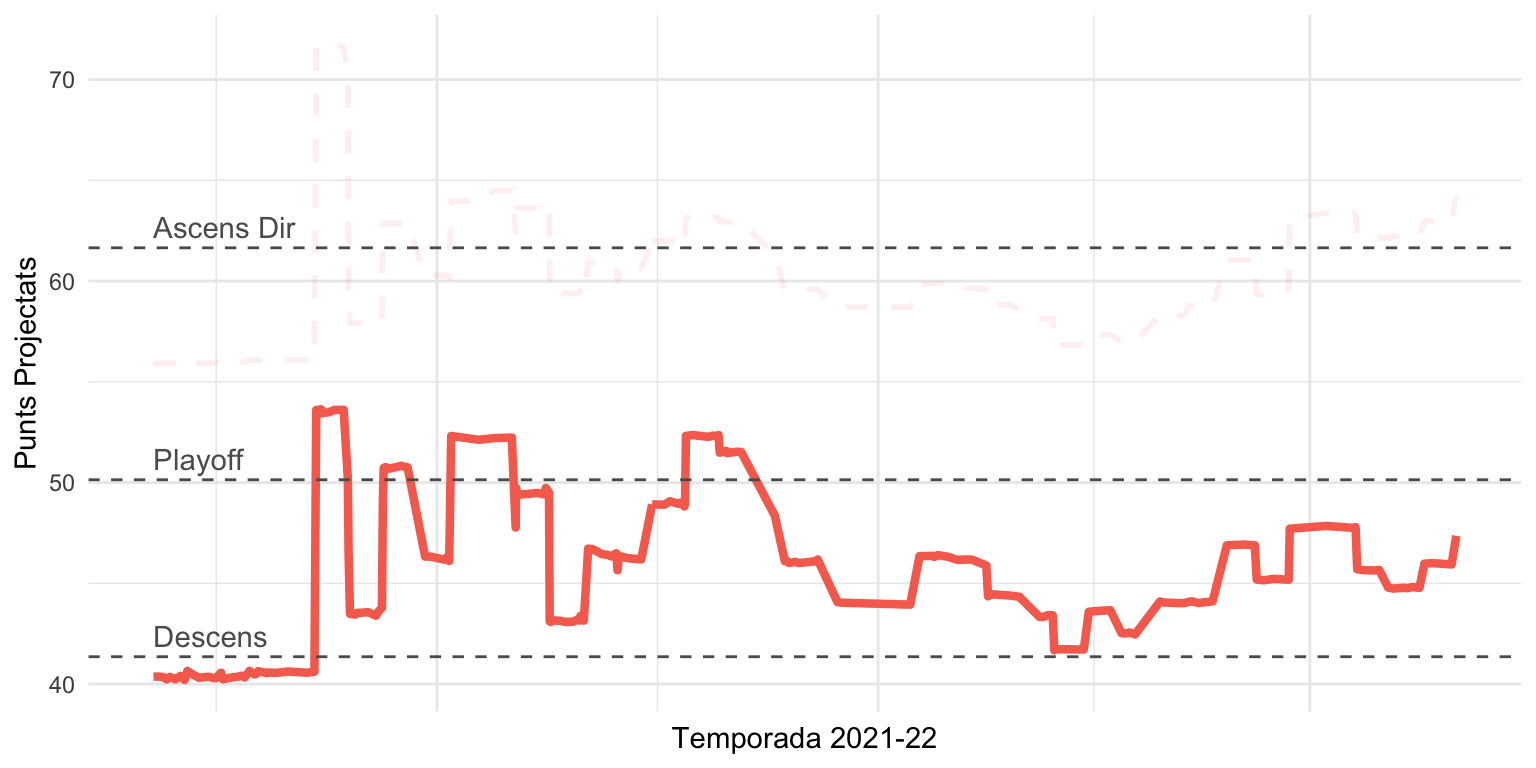 70
Ascens Dir
60
Playoff
50
Descens
40
Punts Projectats
Temporada 2021-22